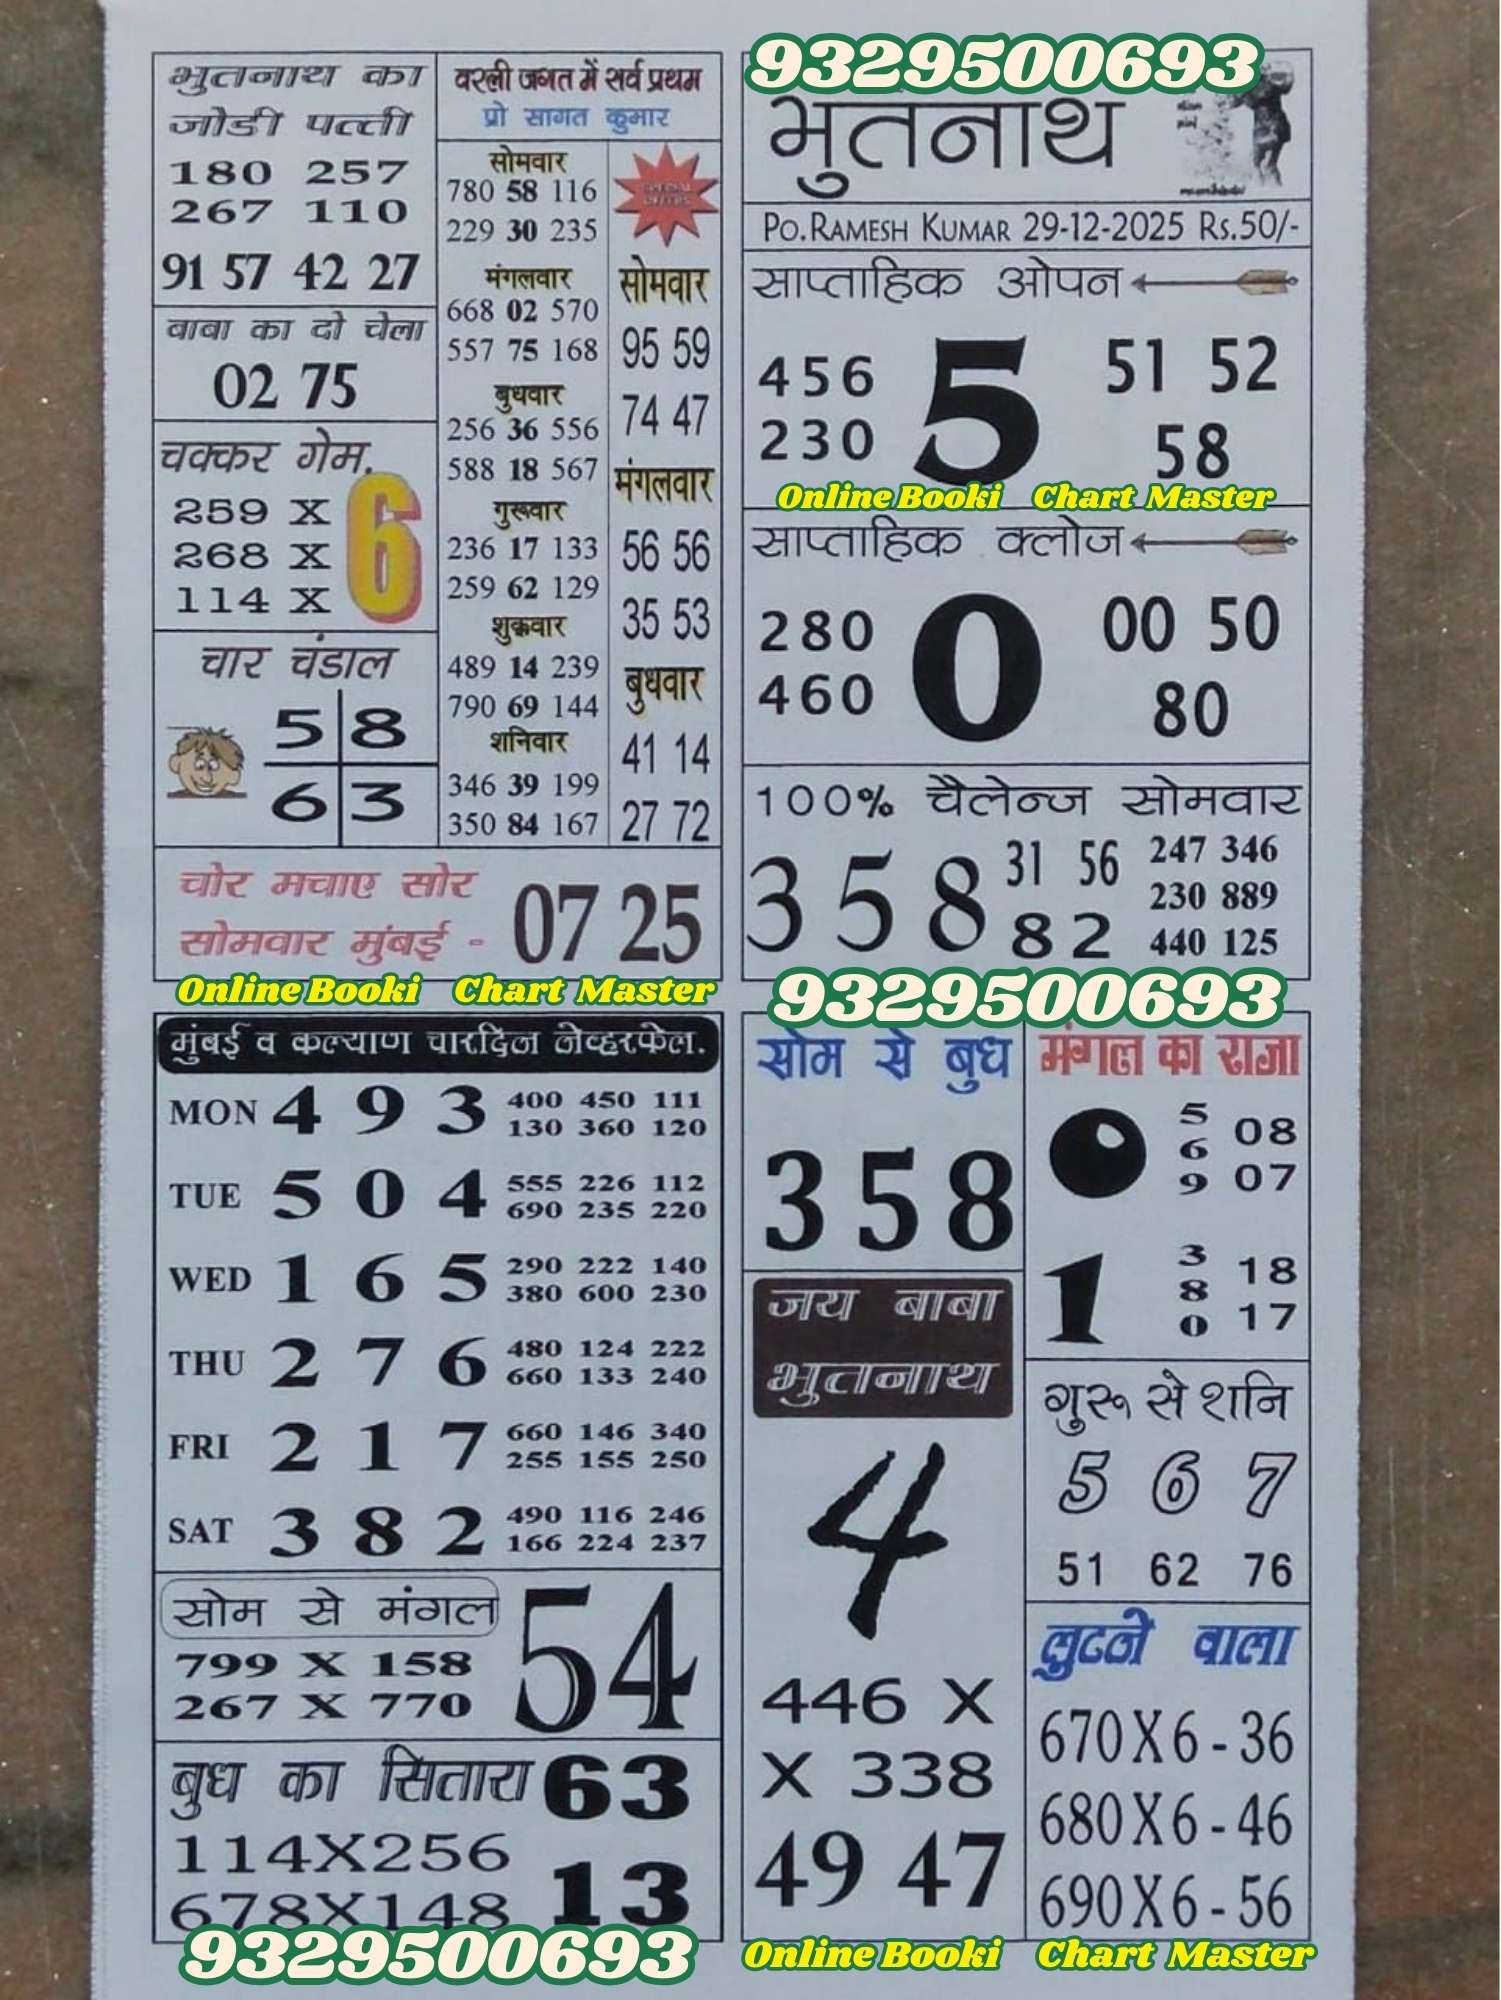 भुतनाथ का
जोडी पत्ती
180 257
267 110
91 57 42 27
बाबा का दो चेला
02 75
चक्कर गेम.
259 X
268 X
114 X
6
चार चंडाल
5 8
6 3
वरली जगत में सर्व प्रथम
प्रो सागत कुमार
सोमवार
780 58 116
229 30 235
मंगलवार
668 02 570
557 75 168
बुधवार
256 36 556
588 18 567
गुरूवार
236 17 133
259 62 129
शुक्रवार
489 14 239
790 69 144
शनिवार
346 39 199
350 84 167
SPECIAL
OFFERS
सोमवार
95 59
74 47
मंगलवार
56 56
35 53
बुधवार
41 14
27 72
चोर मचाए सोर
सोमवार मुंबई - 07 25
Online Booki Chart Master
9329500693
भुतनाथ
PO.RAMESH KUMAR 29-12-2025 Rs.50/-
साप्ताहिक ओपन
456
230
5
51 52
58
Online Booki Chart Master
साप्ताहिक क्लोज
280
460
0
00 50
80
100% चैलेन्ज सोमवार
3 5 8
31 56
82
247 346
230 889
440 125
9329500693
मुंबई व कल्याण चारदिन नेव्हरफेल.
MON 4 9 3 400 450 111
130 360 120
TUE 5 0 4 555 226 112
690 235 220
WED 1 6 5 290 222 140
380 600 230
THU 2 7 6 480 124 222
660 133 240
FRI 2 1 7 660 146 340
255 155 250
SAT 3 8 2 490 116 246
166 224 237
सोम से मंगल
799 X 158
267 X 770
54
बुध का सितारा
114X256
678X148
63
13
9329500693
सोम से बुध
358
जय बाबा
भुतनाथ
4
446 X
X 338
49 47
मंगल का राजा
5
6
9
08
07
1
3
8
0
18
17
गुरू से शनि
5 6 7
51 62 76
लुटने वाला
670X6-36
680X6-46
690X6-56
Online Booki Chart Master